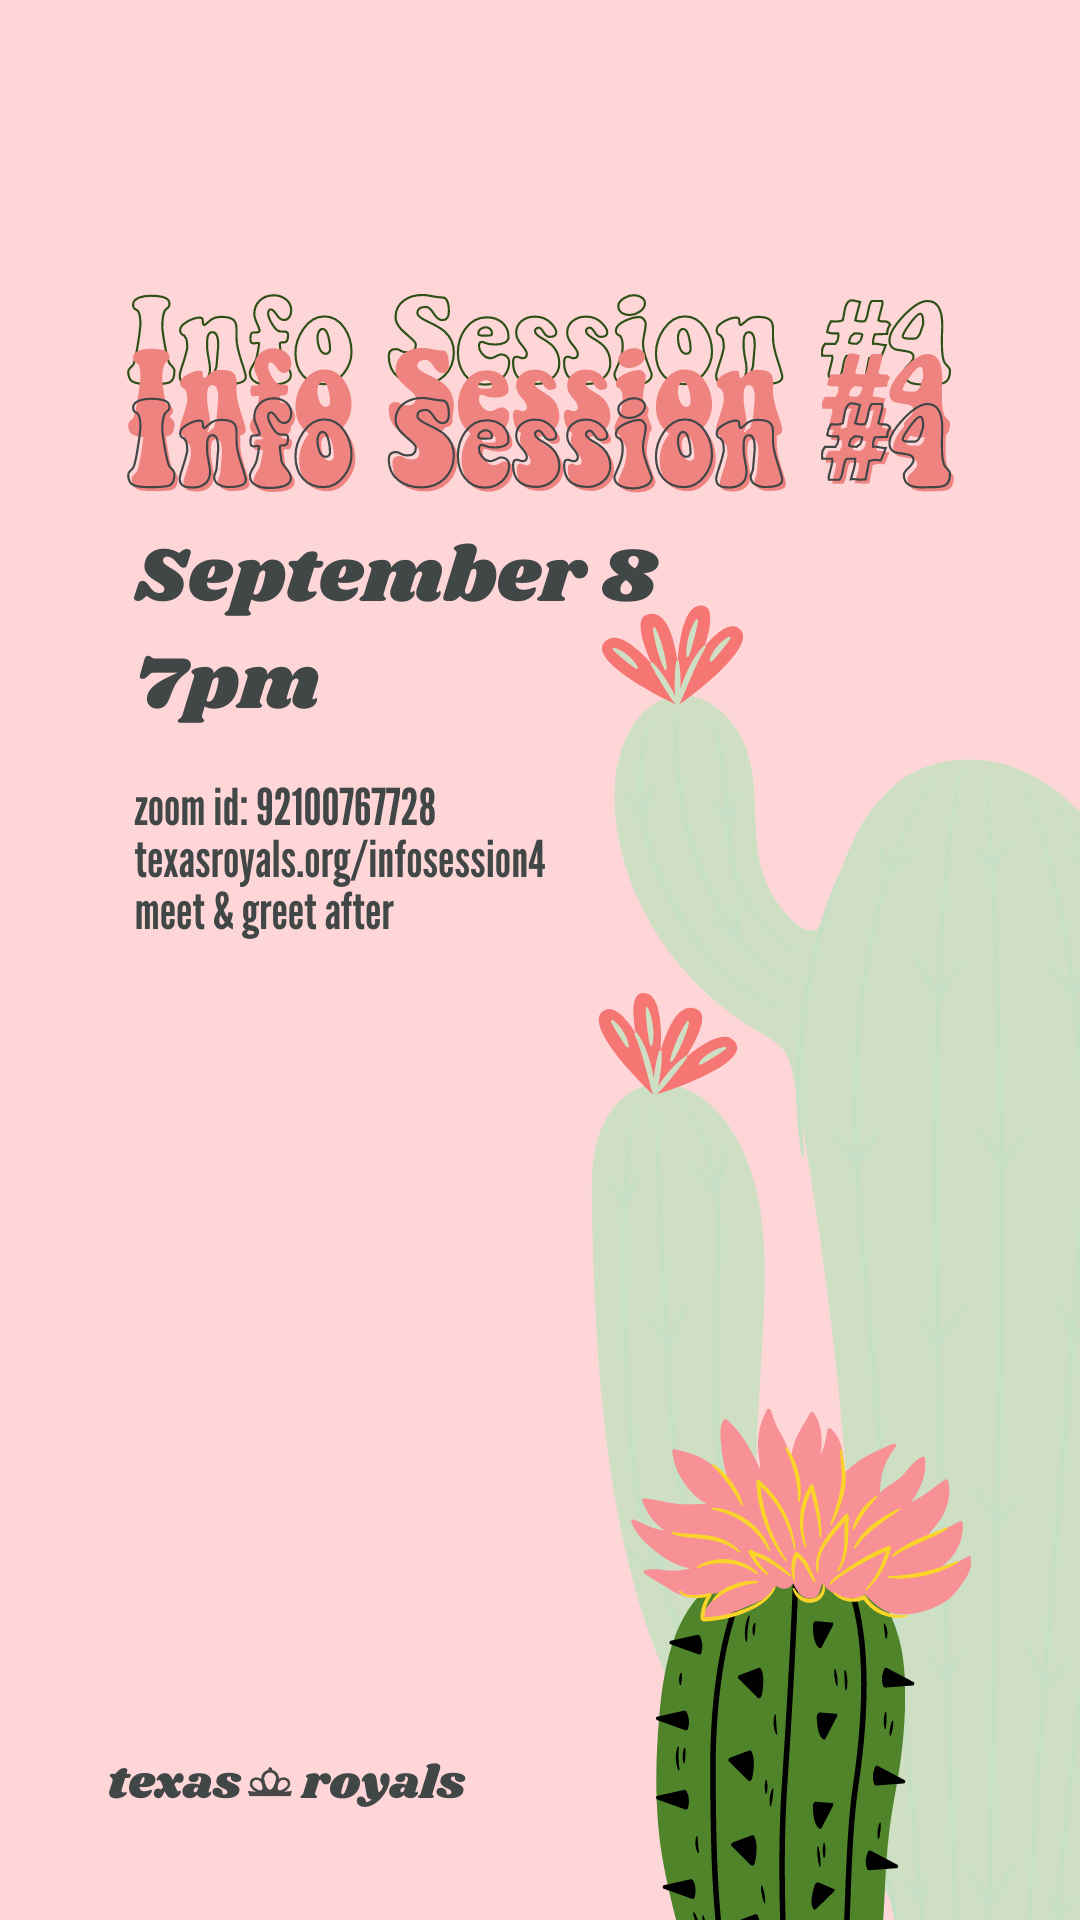 Info Session #4
Info Session #4
Info Session #4
September 8
7pm
zoom id: 92100767728
texasroyals.org/infosession4
meet & greet after
texas royals